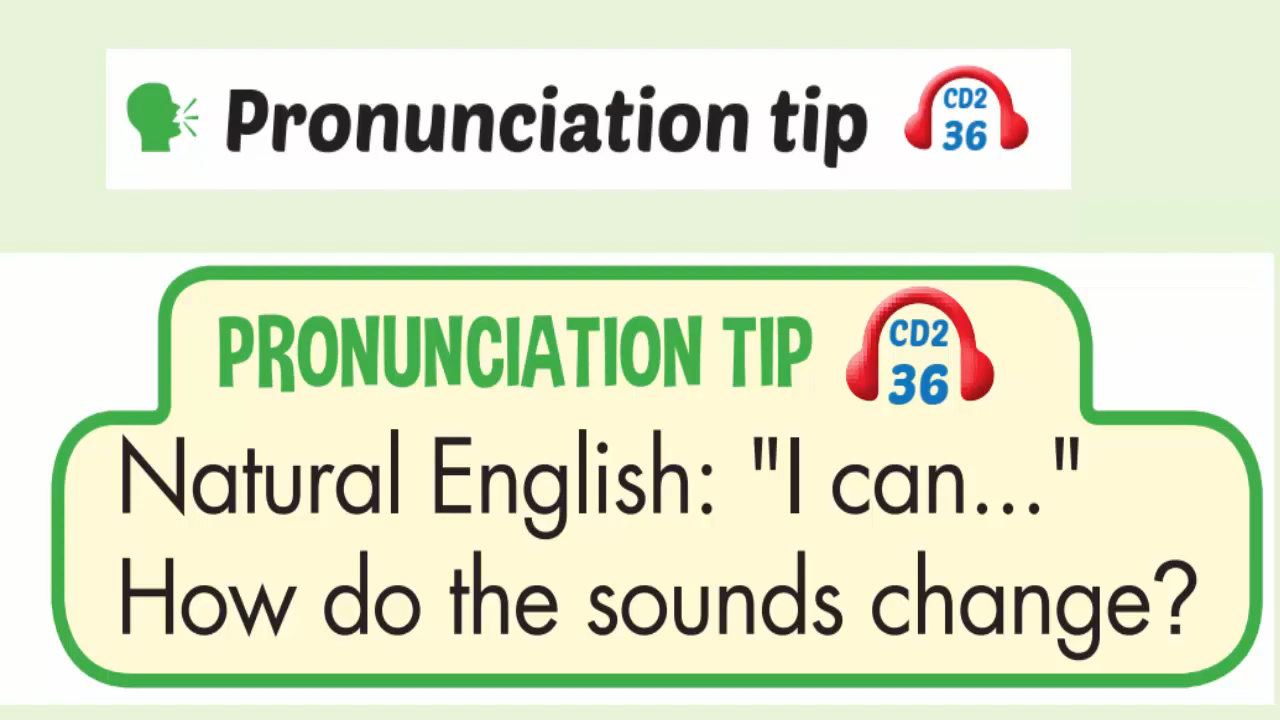 Pronunciation tip
CD2
36
PRONUNCIATION TIP
CD2
36
Natural English: "I can..."
How do the sounds change?